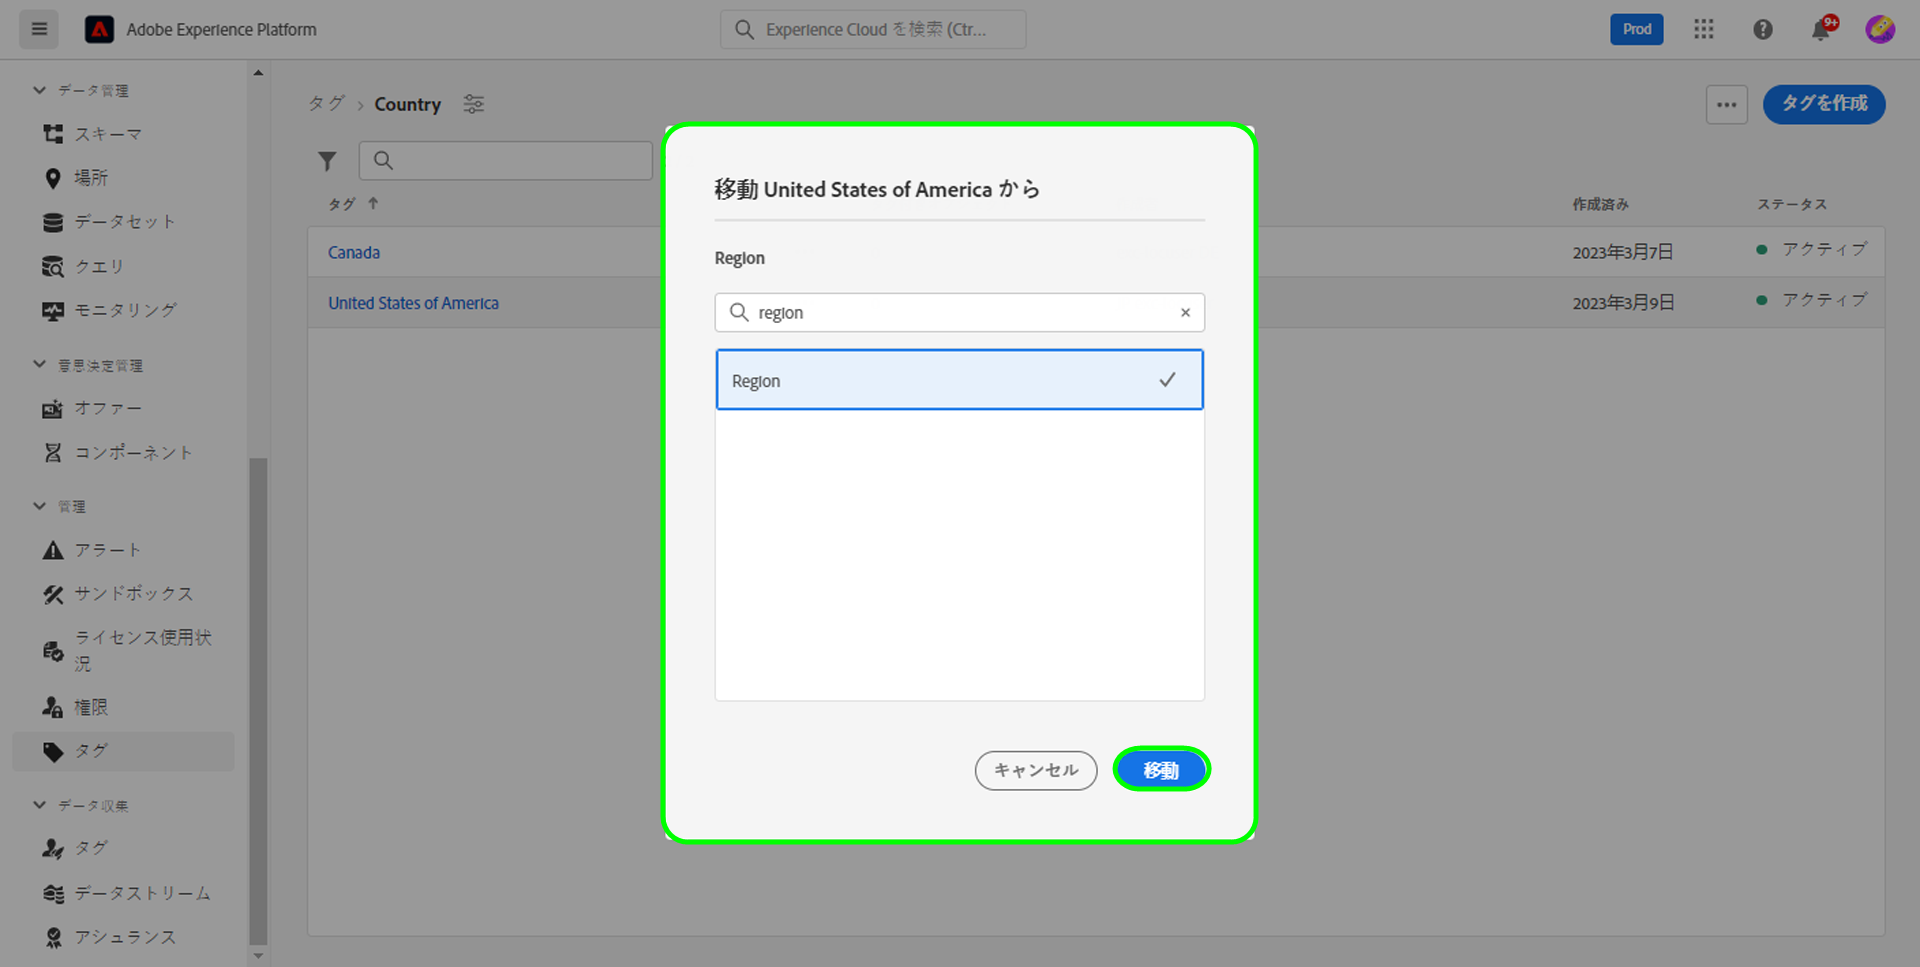 Adobe Experience Platform
Experience Cloud を検索 (Ctr...
Prod
9+
データ管理
スキーマ
場所
データセット
クエリ
モニタリング
意思決定管理
オファー
コンポーネント
管理
アラート
サンドボックス
ライセンス使用状
況
権限
タグ
データ収集
タグ
データストリーム
アシュランス
タグ > Country
タグを作成
タグ ↑
作成済み
ステータス
Canada
2023年3月7日
アクティブ
United States of America
2023年3月9日
アクティブ
移動 United States of America から
Region
region
Region
キャンセル
移動